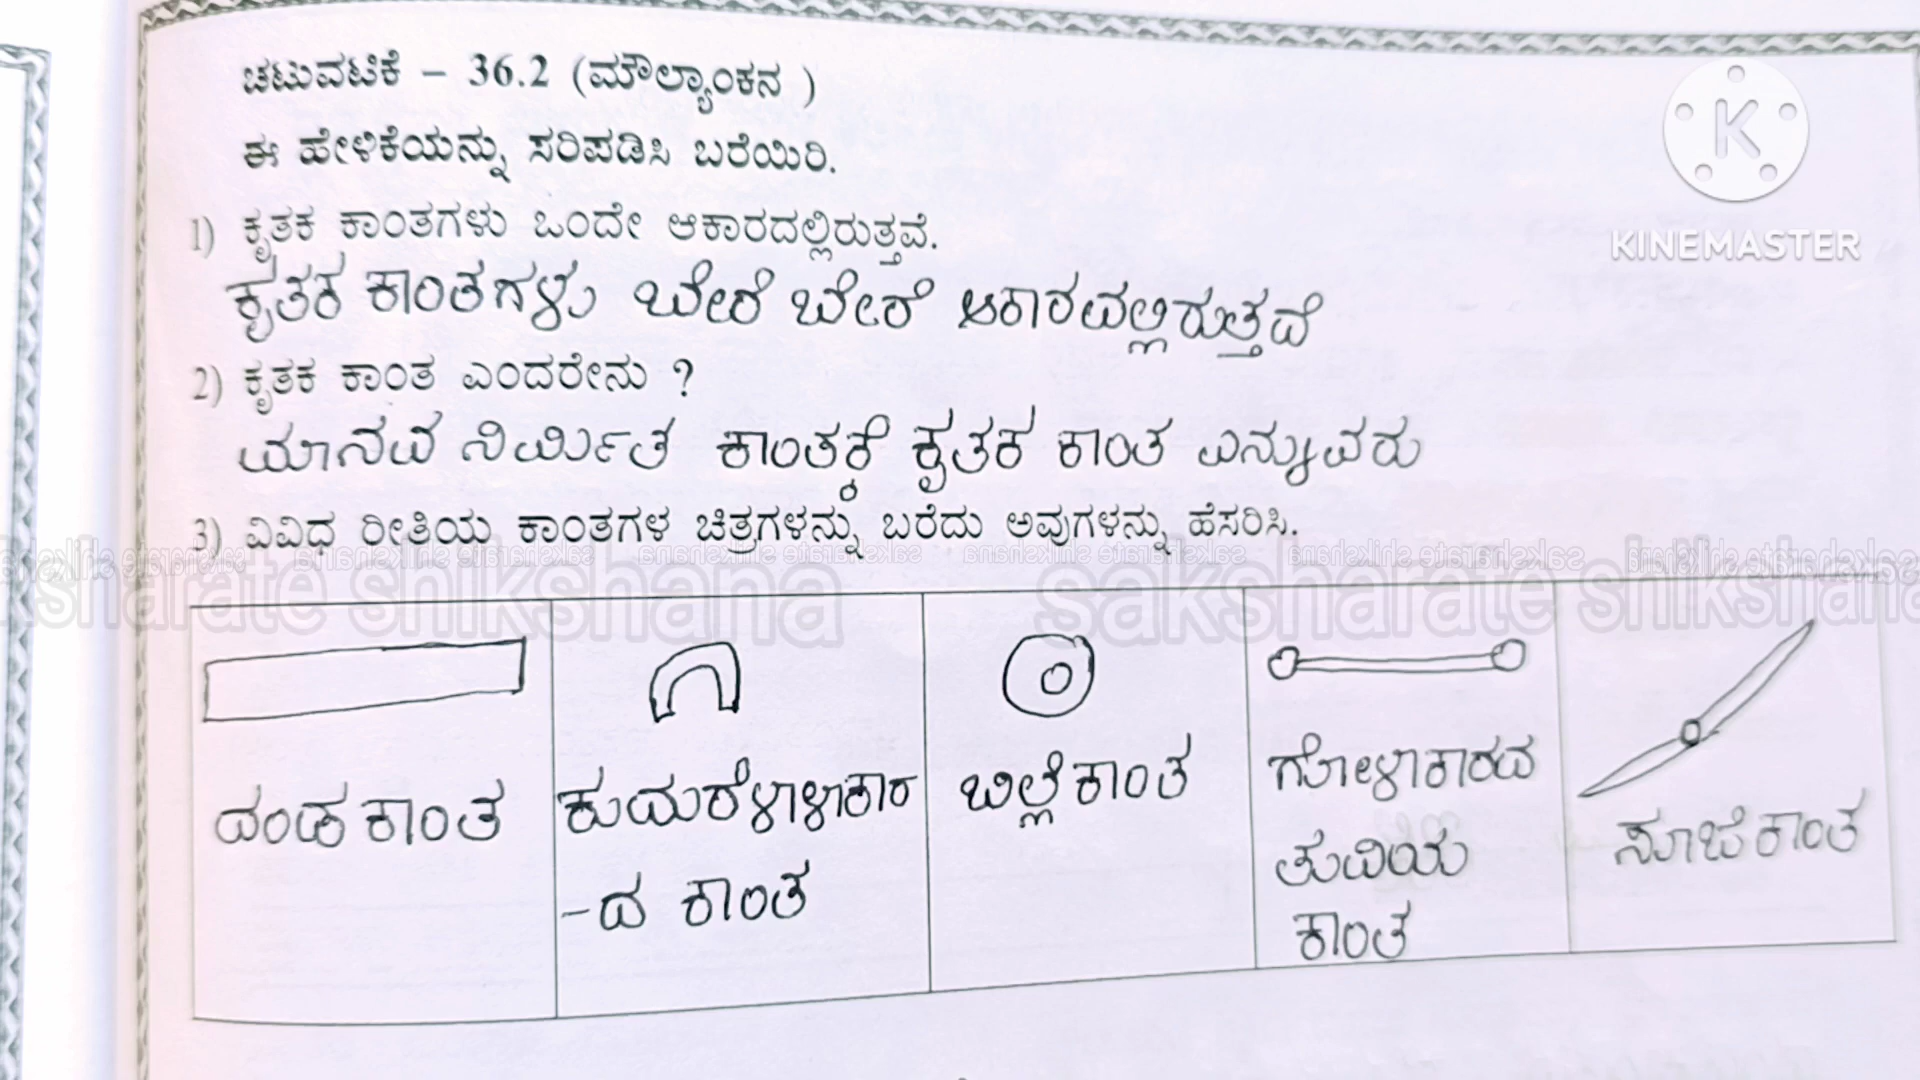 ಚಟುವಟಿಕೆ – 36.2 (ಮೌಲ್ಯಾಂಕನ )
ಈ ಹೇಳಿಕೆಯನ್ನು ಸರಿಪಡಿಸಿ ಬರೆಯಿರಿ.
1) ಕೃತಕ ಕಾಂತಗಳು ಒಂದೇ ಆಕಾರದಲ್ಲಿರುತ್ತವೆ.
ಕೃತಕ ಕಾಂತಗಳು ಬೇರೆ ಬೇರೆ ಆಕಾರದಲ್ಲಿರುತ್ತವೆ
2) ಕೃತಕ ಕಾಂತ ಎಂದರೇನು ?
ಮಾನವ ನಿರ್ಮಿತ ಕಾಂತಕ್ಕೆ ಕೃತಕ ಕಾಂತ ಎನ್ನುವರು
3) ವಿವಿಧ ರೀತಿಯ ಕಾಂತಗಳ ಚಿತ್ರಗಳನ್ನು ಬರೆದು ಅವುಗಳನ್ನು ಹೆಸರಿಸಿ.
ದಂಡಕಾಂತ
ಕುದುರೆಳಾಳಾಕಾರ
-ದ ಕಾಂತ
ಬಿಲ್ಲೆಕಾಂತ
ಗೋಳಾಕಾರದ
ತುದಿಯ
ಕಾಂತ
ಸೂಜಿಕಾಂತ
K
KINEMASTER
saksharate shikshana